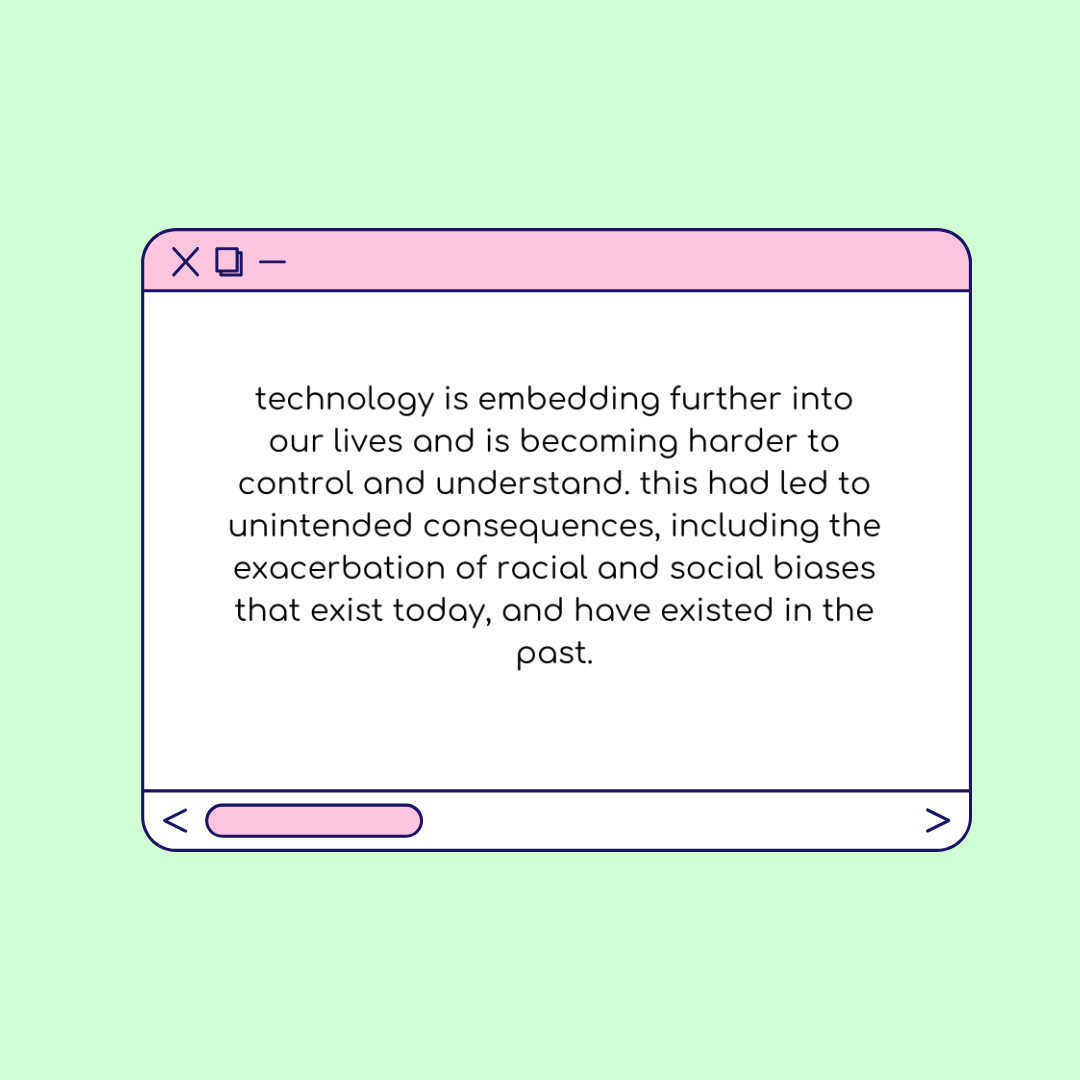 technology is embedding further into
our lives and is becoming harder to
control and understand. this had led to
unintended consequences, including the
exacerbation of racial and social biases
that exist today, and have existed in the
past.